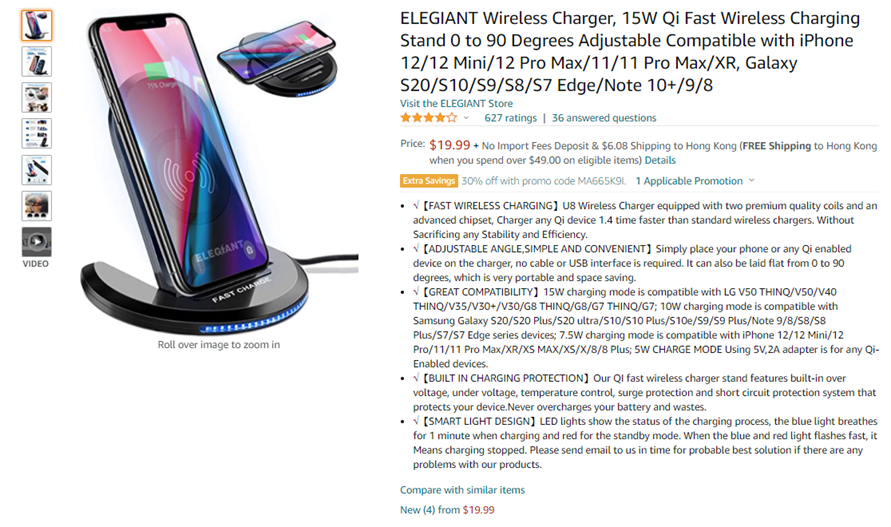 75% Charged
ELEGIANT
FAST CHARGE
FAST CHARGE
VIDEO
Roll over image to zoom in
ELEGIANT Wireless Charger, 15W Qi Fast Wireless Charging
Stand 0 to 90 Degrees Adjustable Compatible with iPhone
12/12 Mini/12 Pro Max/11/11 Pro Max/XR, Galaxy
S20/S10/S9/S8/S7 Edge/Note 10+/9/8
Visit the ELEGIANT Store
627 ratings | 36 answered questions
Price: $19.99 + No Import Fees Deposit & $6.08 Shipping to Hong Kong (FREE Shipping to Hong Kong
when you spend over $49.00 on eligible items) Details
Extra Savings 30% off with promo code MA665K9I. 1 Applicable Promotion
• √【FAST WIRELESS CHARGING】U8 Wireless Charger equipped with two premium quality coils and an
advanced chipset, Charger any Qi device 1.4 time faster than standard wireless chargers. Without
Sacrificing any Stability and Efficiency.
• √【ADJUSTABLE ANGLE,SIMPLE AND CONVENIENT】Simply place your phone or any Qi enabled
device on the charger, no cable or USB interface is required. It can also be laid flat from 0 to 90
degrees, which is very portable and space saving.
• √【GREAT COMPATIBILITY】15W charging mode is compatible with LG V50 THINQ/V50/V40
THINQ/V35/V30+/V30/G8 THINQ/G8/G7 THINQ/G7; 10W charging mode is compatible with
Samsung Galaxy S20/S20 Plus/S20 ultra/S10/S10 Plus/S10e/S9/S9 Plus/Note 9/8/S8/S8
Plus/S7/S7 Edge series devices; 7.5W charging mode is compatible with iPhone 12/12 Mini/12
Pro/11/11 Pro Max/XR/XS MAX/XS/X/8/8 Plus; 5W CHARGE MODE Using 5V,2A adapter is for any Qi-
Enabled devices.
• √【BUILT IN CHARGING PROTECTION】Our QI fast wireless charger stand features built-in over
voltage, under voltage, temperature control, surge protection and short circuit protection system that
protects your device.Never overcharges your battery and wastes.
• √【SMART LIGHT DESIGN】LED lights show the status of the charging process, the blue light breathes
for 1 minute when charging and red for the standby mode. When the blue and red light flashes fast, it
Means charging stopped. Please send email to us in time for probable best solution if there are any
problems with our products.
Compare with similar items
New (4) from $19.99